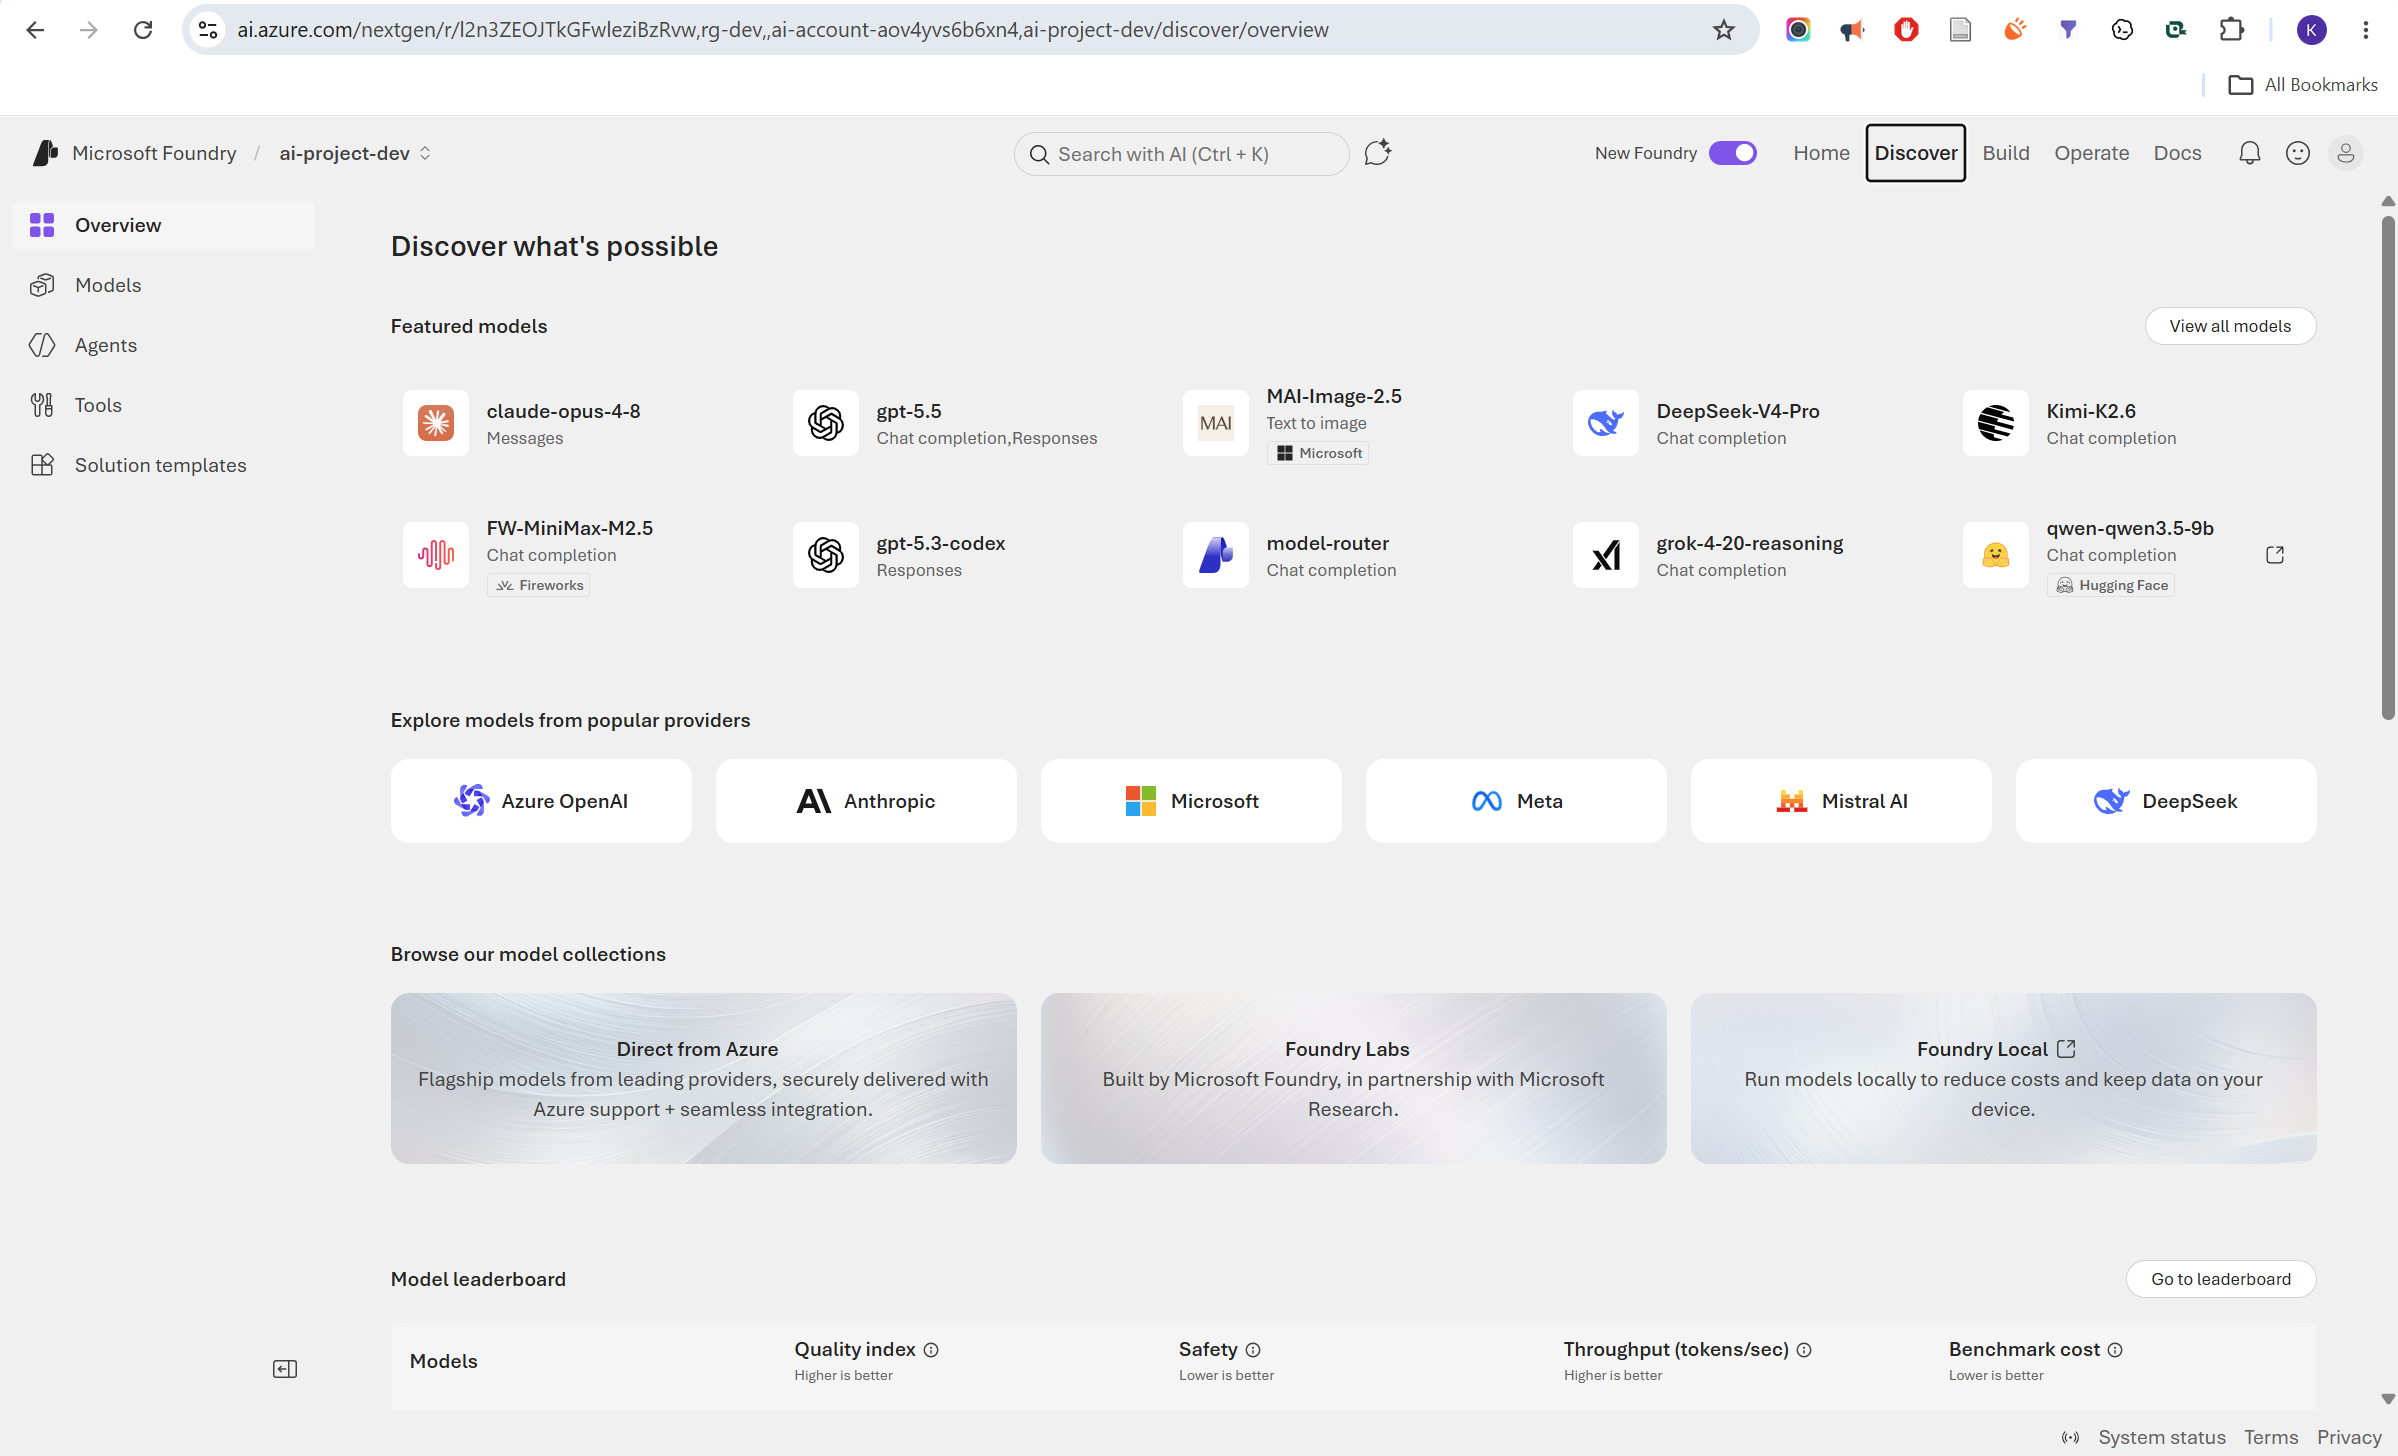 ai.azure.com/nextgen/r/l2n3ZEOJTkGFwleziBzRvw,rg-dev,,ai-account-aov4yvs6b6xn4,ai-project-dev/discover/overview
K
All Bookmarks
Microsoft Foundry / ai-project-dev
Search with AI (Ctrl + K)
New Foundry
Home
Discover
Build
Operate
Docs
Overview
Models
Agents
Tools
Solution templates
Discover what's possible
Featured models
View all models
claude-opus-4-8
Messages
gpt-5.5
Chat completion,Responses
MAI
MAI-Image-2.5
Text to image
Microsoft
DeepSeek-V4-Pro
Chat completion
Kimi-K2.6
Chat completion
FW-MiniMax-M2.5
Chat completion
Fireworks
gpt-5.3-codex
Responses
model-router
Chat completion
grok-4-20-reasoning
Chat completion
qwen-qwen3.5-9b
Chat completion
Hugging Face
Explore models from popular providers
Azure OpenAI
Anthropic
Microsoft
Meta
Mistral AI
DeepSeek
Browse our model collections
Direct from Azure
Flagship models from leading providers, securely delivered with
Azure support + seamless integration.
Foundry Labs
Built by Microsoft Foundry, in partnership with Microsoft
Research.
Foundry Local
Run models locally to reduce costs and keep data on your
device.
Model leaderboard
Go to leaderboard
Models
Quality index
Higher is better
Safety
Lower is better
Throughput (tokens/sec)
Higher is better
Benchmark cost
Lower is better
System status
Terms
Privacy